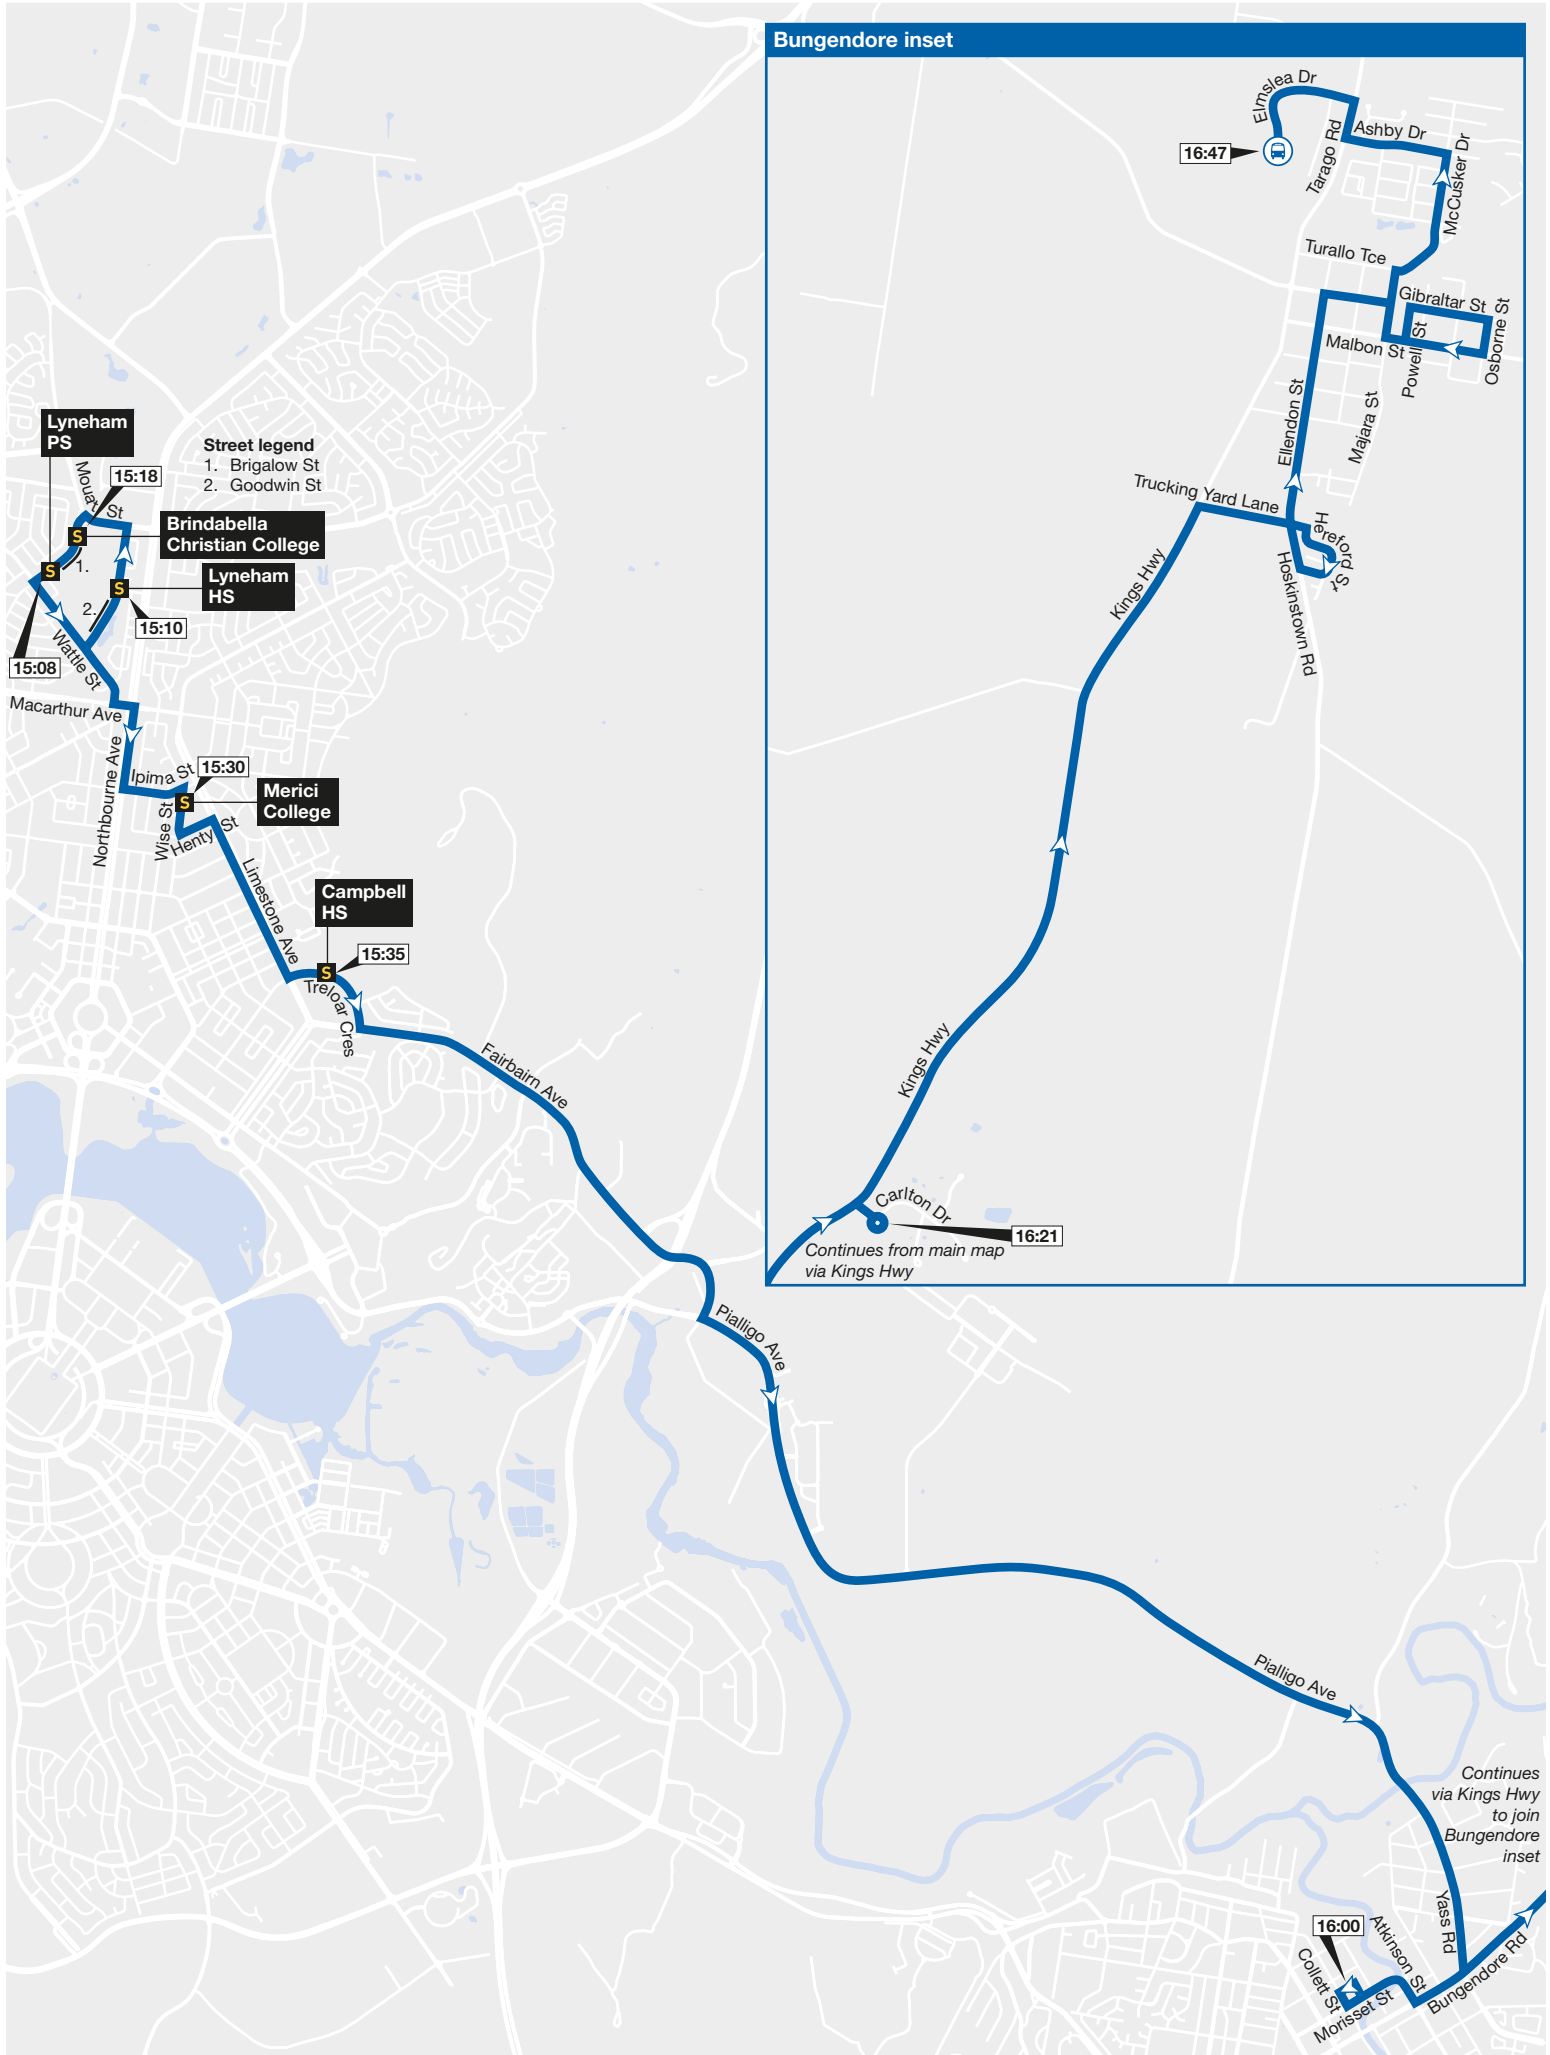 Bungendore inset
Elmslea Dr
Tarago Rd
Ashby Dr
McCusker Dr
16:47
Turallo Tce
Gibraltar St
Osborne St
Malbon St
Powell St
Ellendon St
Majara St
Trucking Yard Lane
Hereford St
Hoskinstown Rd
Kings Hwy
Kings Hwy
Carlton Dr
16:21
Continues from main map
via Kings Hwy
Lyneham
PS
Street legend
1. Brigalow St
2. Goodwin St
Mouat St
15:18
S
Brindabella
Christian College
S
1.
Lyneham
HS
S
2.
15:10
15:08
Wattle St
Macarthur Ave
Northbourne Ave
Ipima St
15:30
S
Merici
College
Wise St
Henty St
Limestone Ave
Campbell
HS
S
15:35
Treloar Cres
Fairbairn Ave
Pialligo Ave
Pialligo Ave
Continues
via Kings Hwy
to join
Bungendore
inset
Yass Rd
16:00
Atkinson St
Collett St
Morisset St
Bungendore Rd